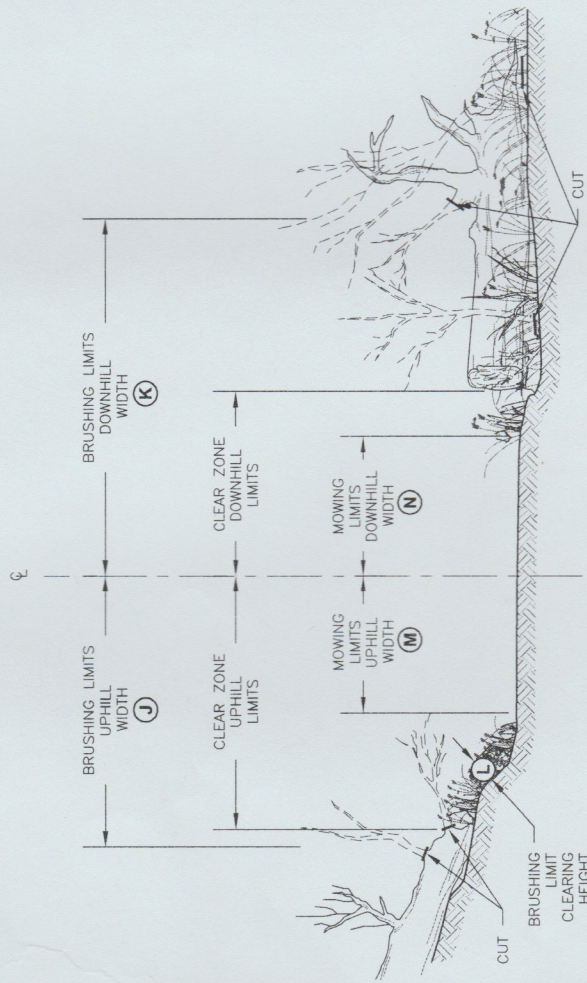 ℄
BRUSHING LIMITS
UPHILL
WIDTH
J
BRUSHING LIMITS
DOWNHILL
WIDTH
K
CLEAR ZONE
UPHILL
LIMITS
CLEAR ZONE
DOWNHILL
LIMITS
MOWING
LIMITS
UPHILL
WIDTH
M
MOWING
LIMITS
DOWNHILL
WIDTH
N
L
CUT
BRUSHING
LIMIT
CLEARING
HEIGHT
CUT